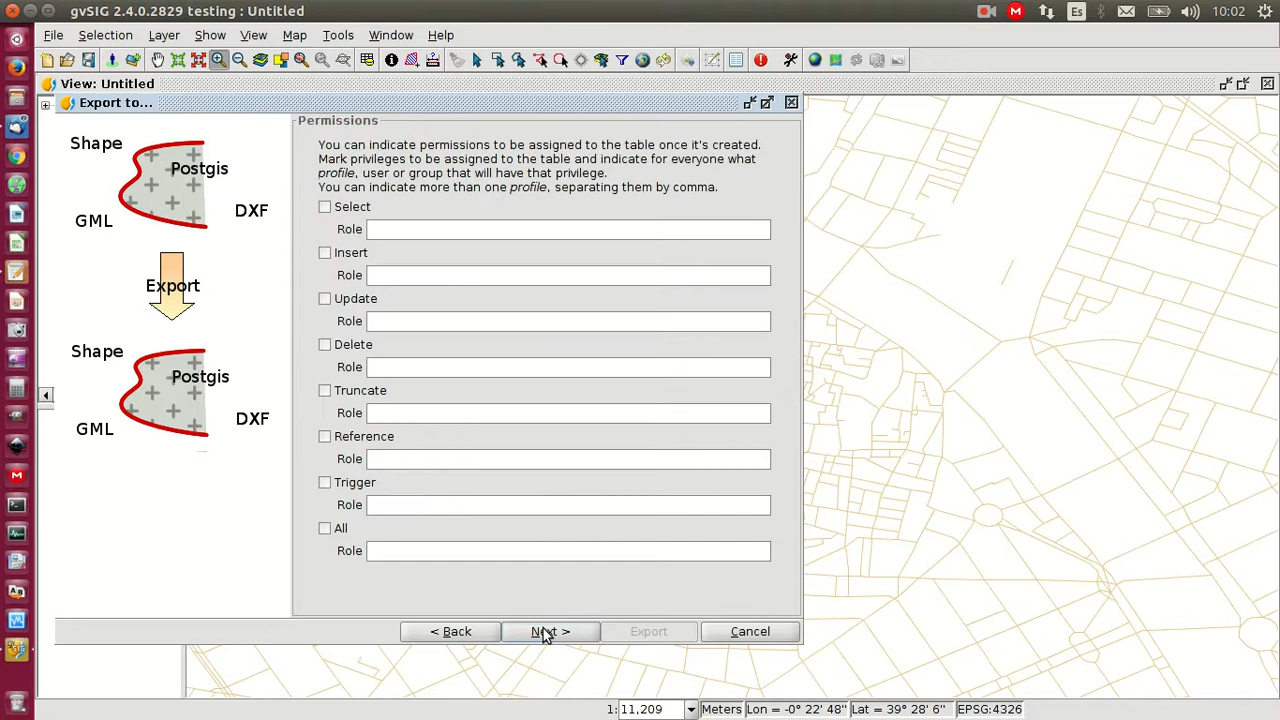 gvSIG 2.4.0.2829 testing : Untitled
Es
10:02
File Selection Layer Show View Map Tools Window Help
View: Untitled
Export to...
Shape
Postgis
GML
DXF
Export
Shape
Postgis
GML
DXF
Permissions
You can indicate permissions to be assigned to the table once it's created.
Mark privileges to be assigned to the table and indicate for everyone what
profile, user or group that will have that privilege.
You can indicate more than one profile, separating them by comma.
Select
Role
Insert
Role
Update
Role
Delete
Role
Truncate
Role
Reference
Role
Trigger
Role
All
Role
< Back Next > Export Cancel
1: 11,209 Meters Lon = -0° 22' 48" Lat = 39° 28' 6" EPSG:4326